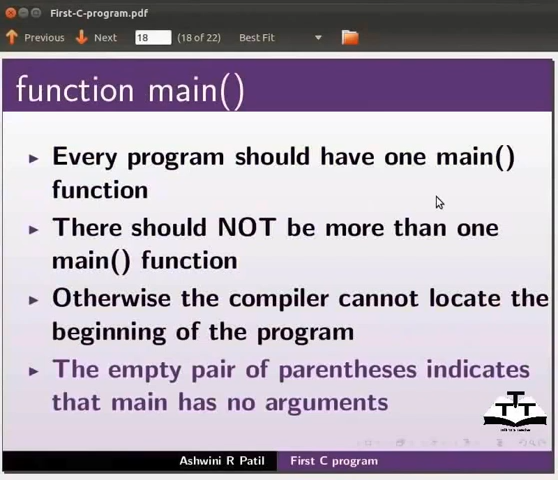 First-C-program.pdf
Previous Next 18 (18 of 22) Best Fit
function main()
Every program should have one main()
function
There should NOT be more than one
main() function
Otherwise the compiler cannot locate the
beginning of the program
The empty pair of parentheses indicates
that main has no arguments
Ashwini R Patil First C program